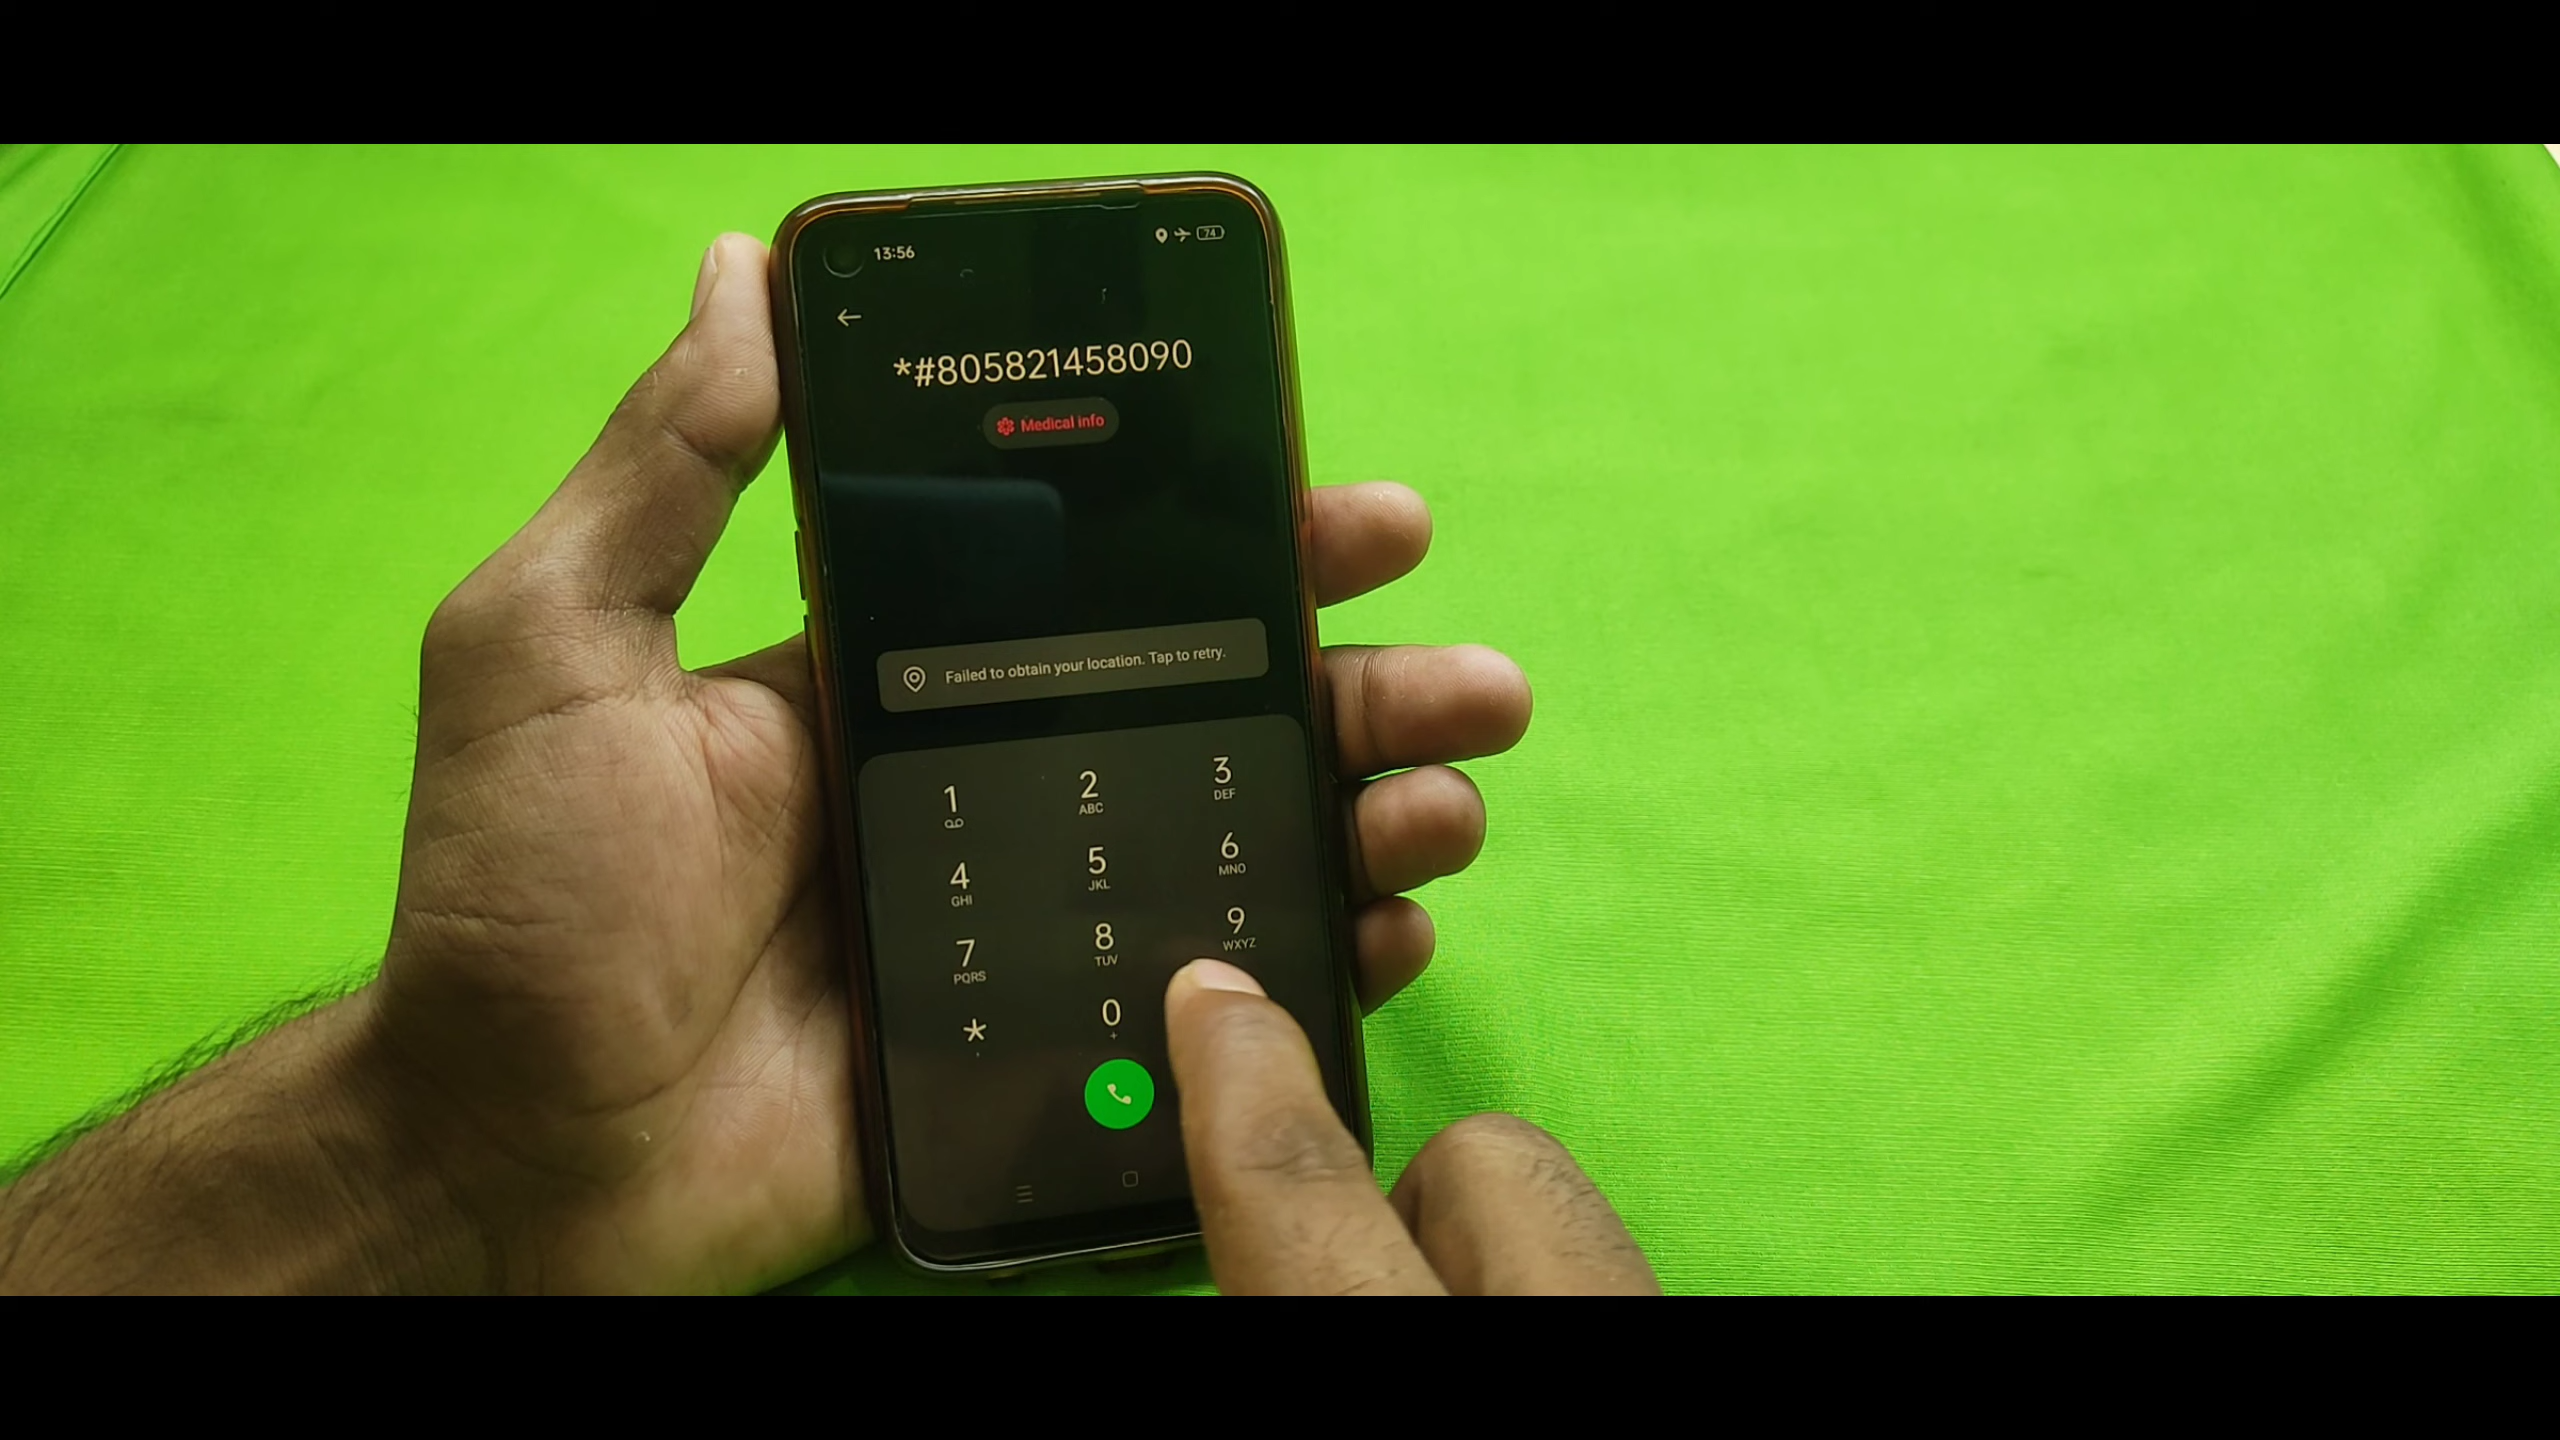 13:56
74
*#805821458090
Medical info
Failed to obtain your location. Tap to retry.
1 2 3
ABC DEF
4 5 6
GHI JKL MNO
7 8 9
PQRS TUV WXYZ
* 0
, +